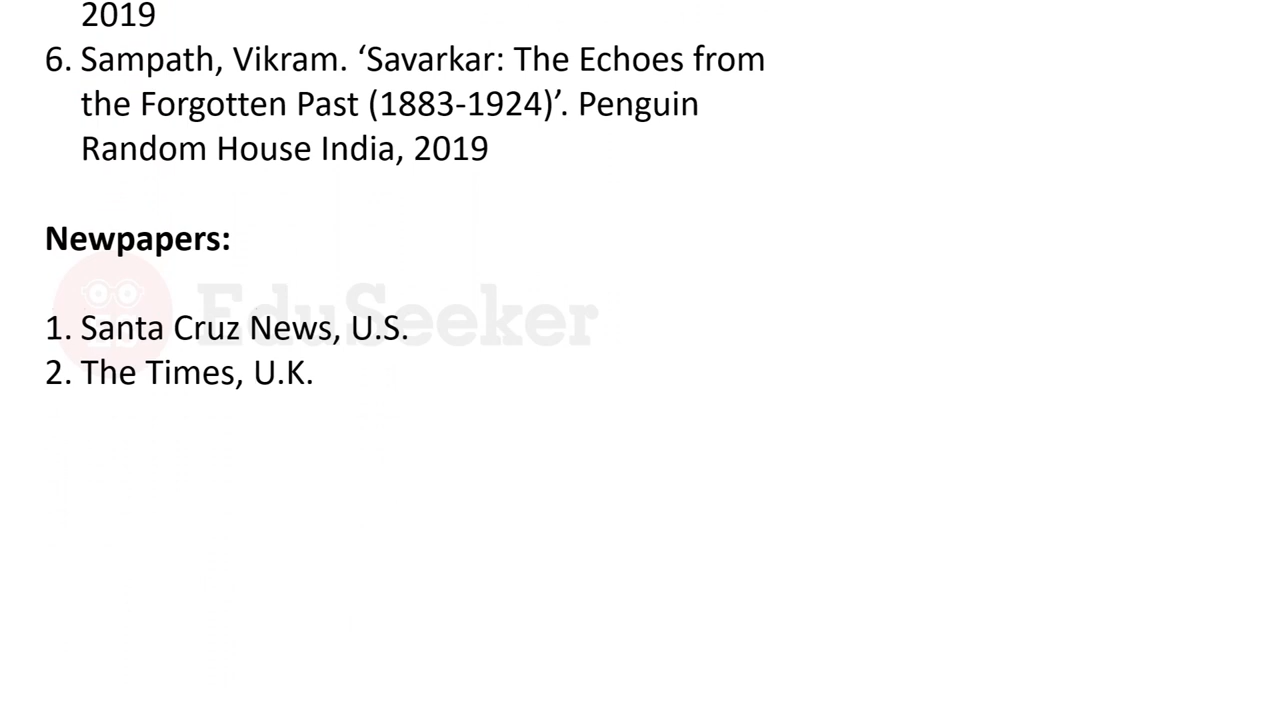 2019
6. Sampath, Vikram. ‘Savarkar: The Echoes from
the Forgotten Past (1883-1924)’. Penguin
Random House India, 2019
Newpapers:
EduSeeker
1. Santa Cruz News, U.S.
2. The Times, U.K.